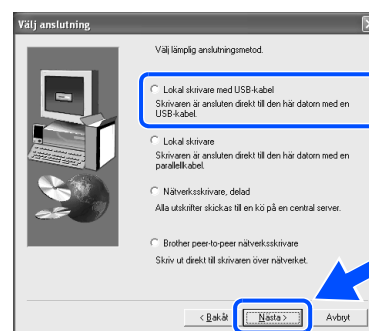 Välj anslutning
Välj lämplig anslutningsmetod.
Lokal skrivare med USB-kabel
Skrivaren är ansluten direkt till den här datorn med en
USB-kabel.
Lokal skrivare
Skrivaren är ansluten direkt till den här datorn med en
parallellkabel.
Nätverksskrivare, delad
Alla utskrifter skickas till en kö på en central server.
Brother peer-to-peer nätverksskrivare
Skriv ut direkt till skrivaren över nätverket.
< Bakåt Nästa > Avbryt